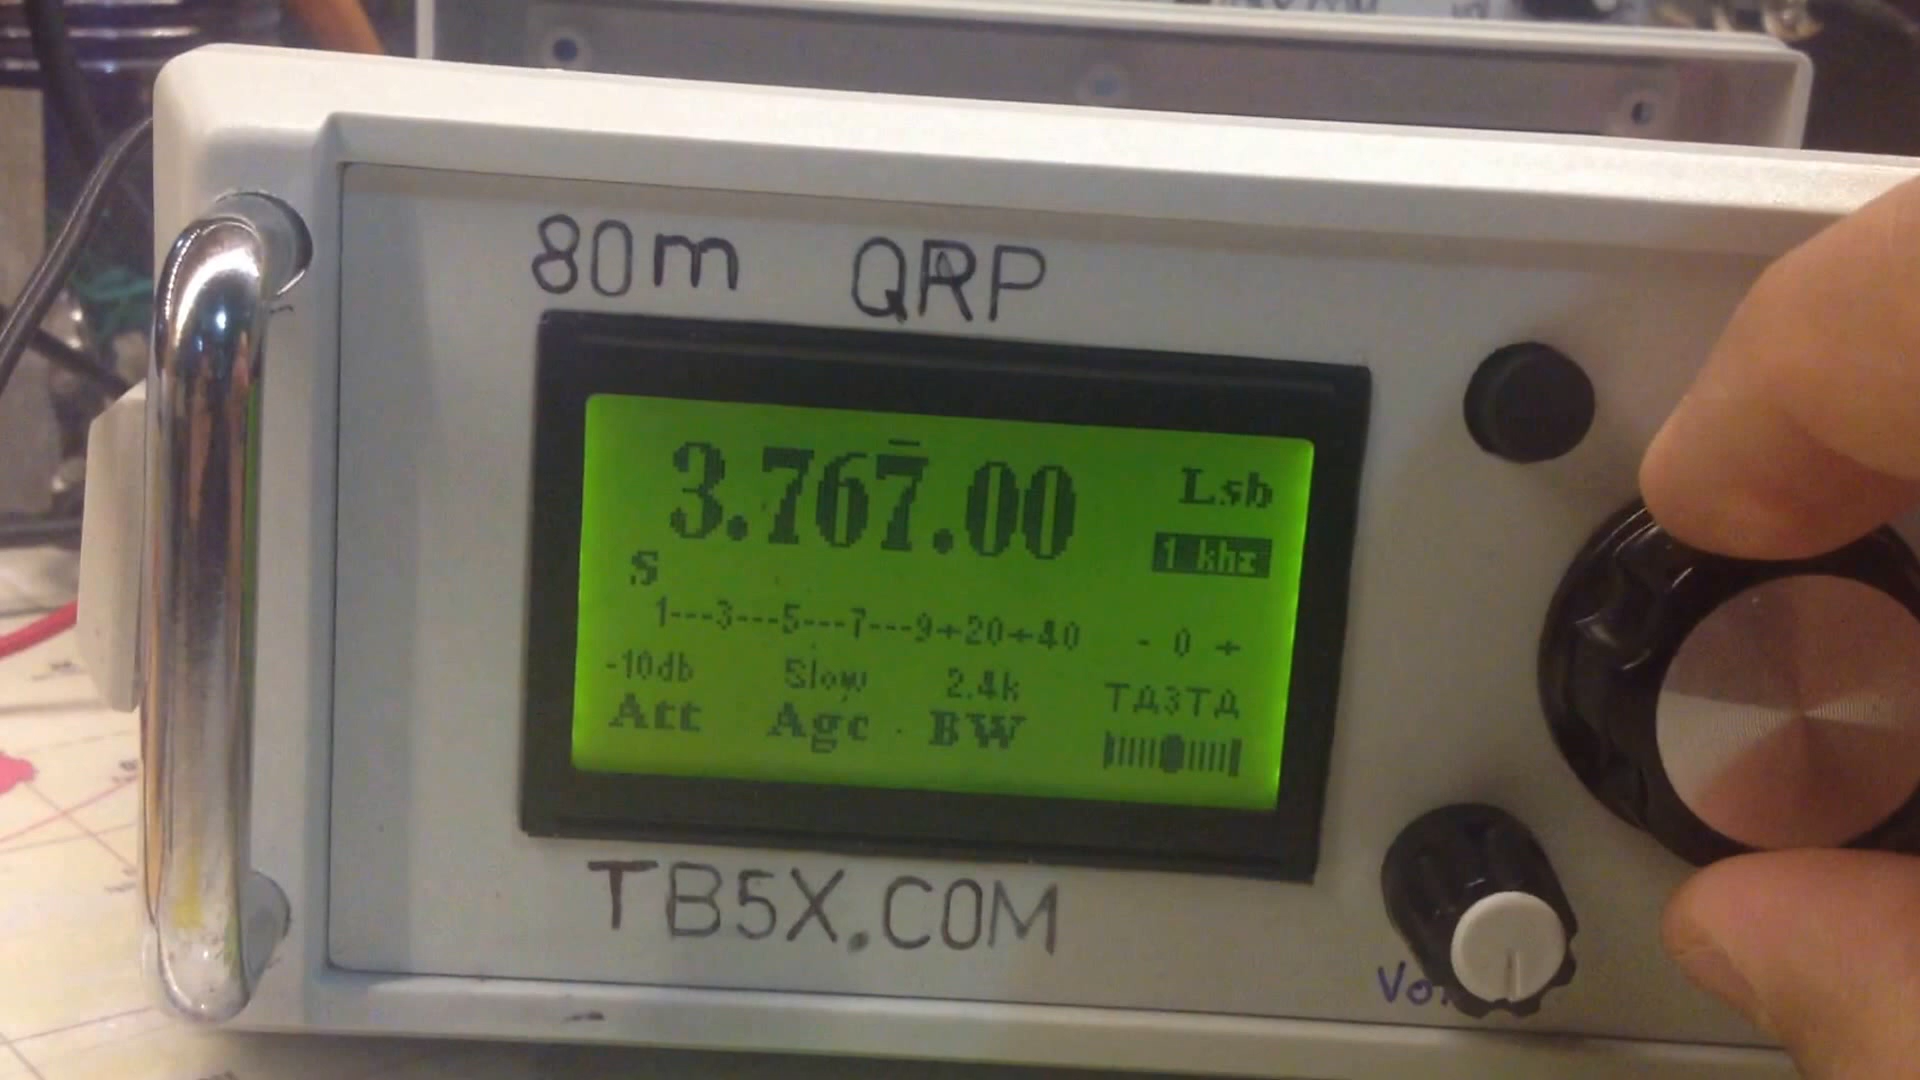 80m QRP
3.767.00
Lsb
1 khz
S
1---3---5---7---9+20+40
- 0 +
-10db Slow 2.4k
ТДЗТД
Att Agc BW
TB5X.COM